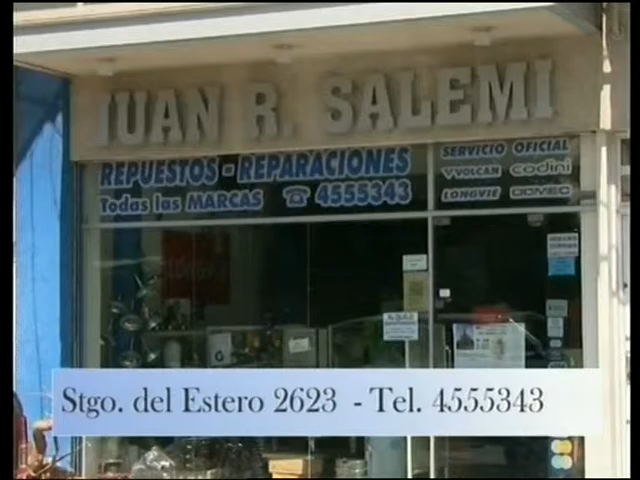 JUAN R. SALEMI
REPUESTOS - REPARACIONES
Todas las MARCAS ☎ 4555343
SERVICIO OFICIAL
VOLCAN codini
LONGVIE DOMEC
Stgo. del Estero 2623 - Tel. 4555343